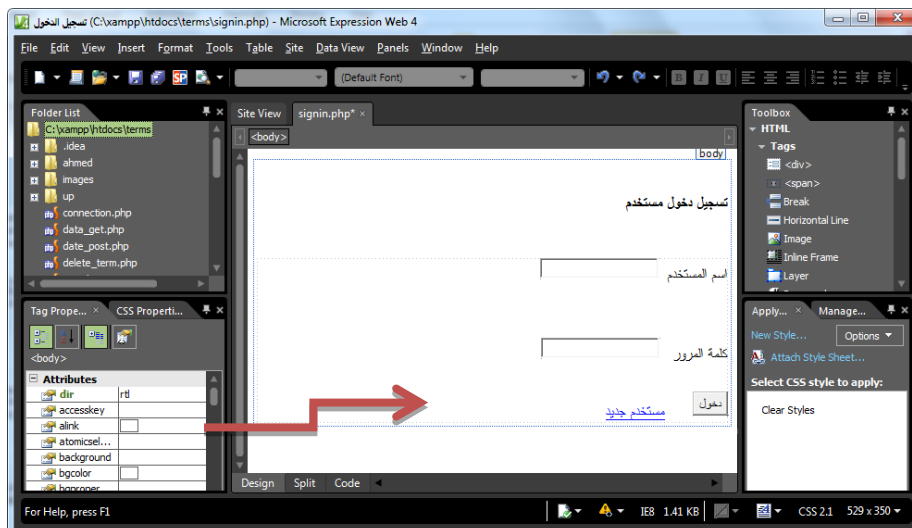 تسجيل الدخول (C:\xampp\htdocs\terms\signin.php) - Microsoft Expression Web 4
File Edit View Insert Format Tools Table Site Data View Panels Window Help
(Default Font)
Folder List
C:\xampp\htdocs\terms
.idea
ahmed
images
up
connection.php
data_get.php
date_post.php
delete_term.php
Tag Prope... CSS Properti...
<body>
Attributes
dir rtl
accesskey
alink
atomicsel...
background
bgcolor
bgproper
Site View signin.php*
<body>
body
تسجيل دخول مستخدم
اسم المستخدم
كلمة المرور
دخول
مستخدم جديد
Design Split Code
Toolbox
HTML
Tags
<div>
<span>
Break
Horizontal Line
Image
Inline Frame
Layer
Apply... Manage...
New Style... Options
Attach Style Sheet...
Select CSS style to apply:
Clear Styles
For Help, press F1
IE8 1.41 KB CSS 2.1 529 x 350